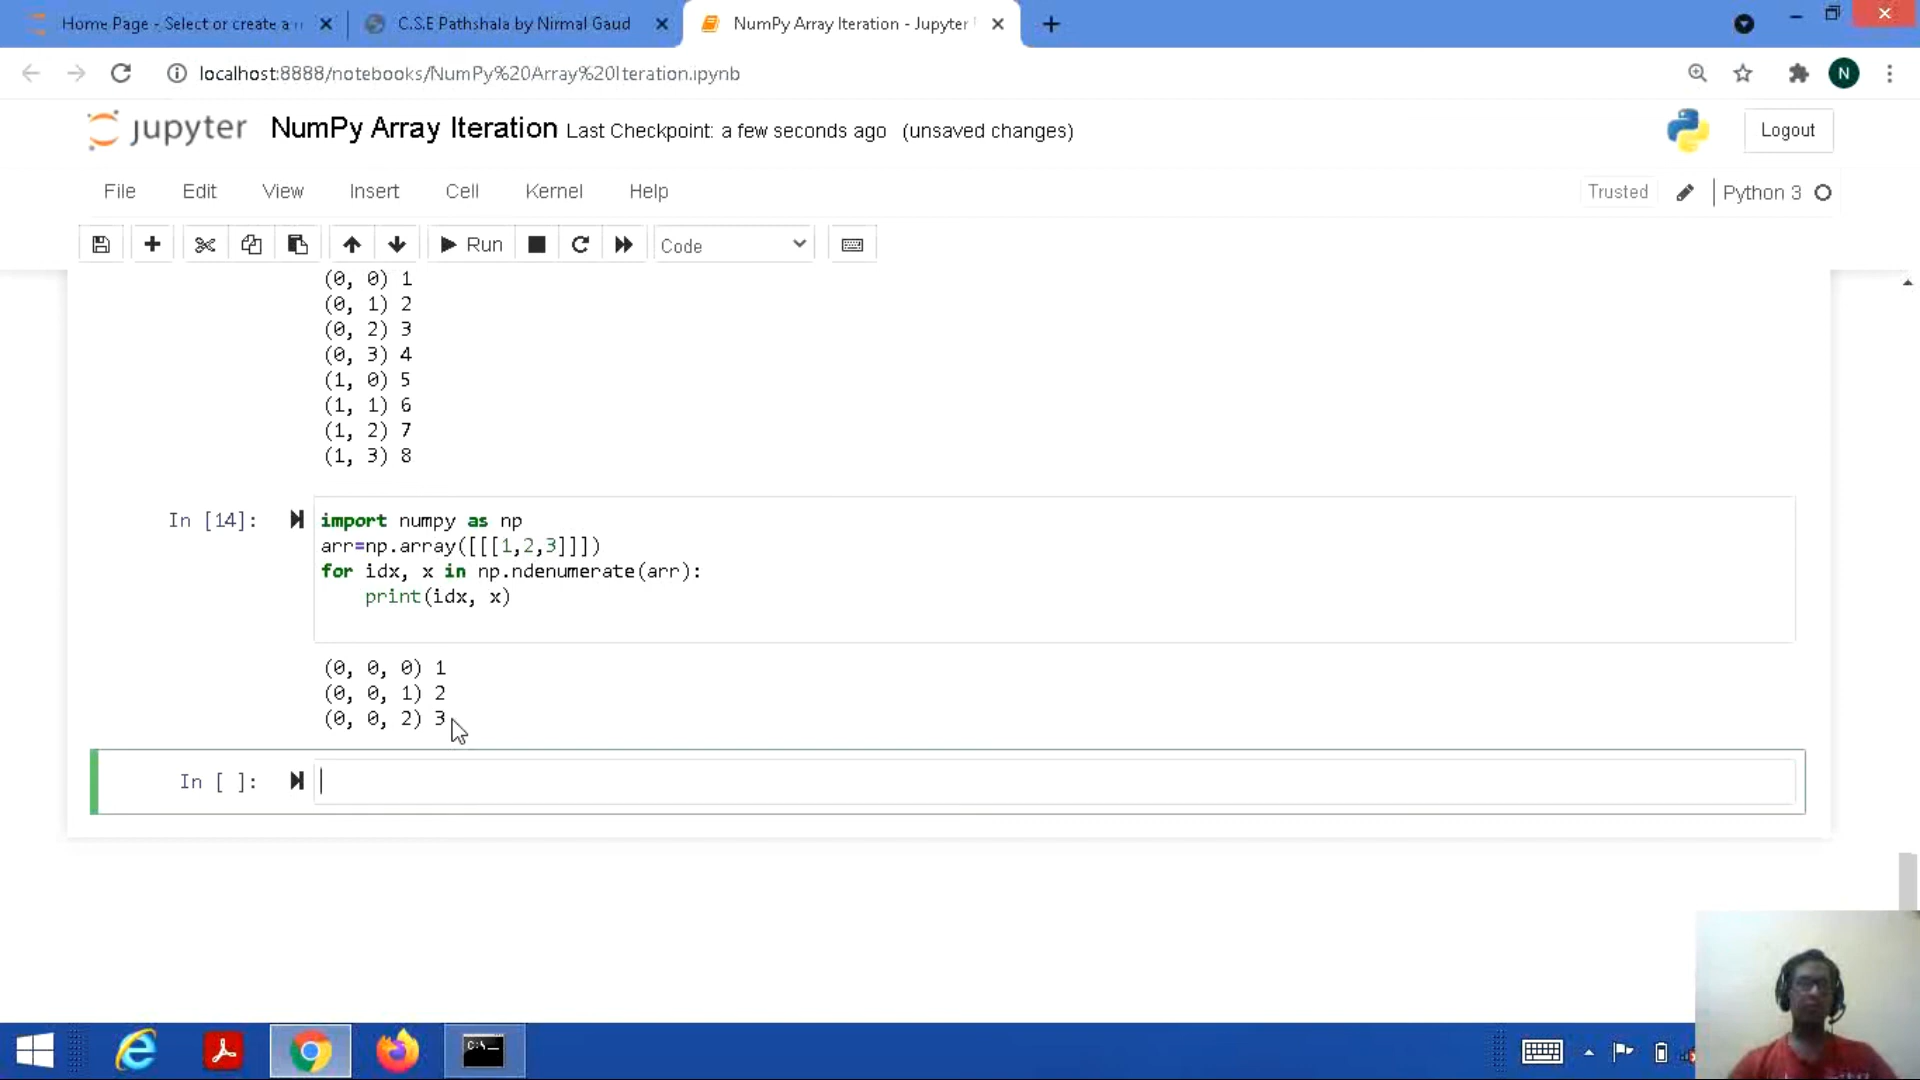 Home Page - Select or create a n
C.S.E Pathshala by Nirmal Gaud
NumPy Array Iteration - Jupyter
localhost:8888/notebooks/NumPy%20Array%20Iteration.ipynb
N
jupyter NumPy Array Iteration Last Checkpoint: a few seconds ago (unsaved changes)
Logout
File Edit View Insert Cell Kernel Help
Trusted Python 3
Run Code
(0, 0) 1
(0, 1) 2
(0, 2) 3
(0, 3) 4
(1, 0) 5
(1, 1) 6
(1, 2) 7
(1, 3) 8
In [14]: import numpy as np
arr=np.array([[[1,2,3]]])
for idx, x in np.ndenumerate(arr):
print(idx, x)
(0, 0, 0) 1
(0, 0, 1) 2
(0, 0, 2) 3
In [ ]:
C:\_